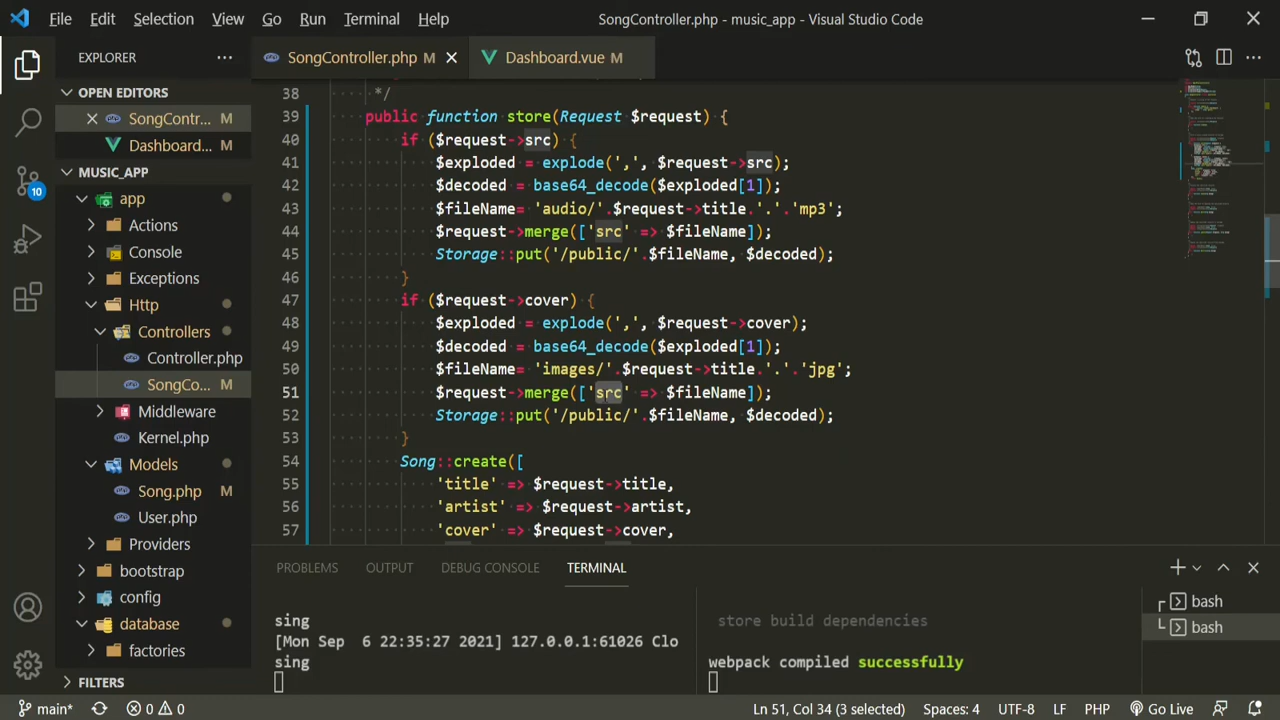 File Edit Selection View Go Run Terminal Help SongController.php - music_app - Visual Studio Code
EXPLORER
SongController.php M
Dashboard.vue M
OPEN EDITORS
SongContr... M
Dashboard.... M
MUSIC_APP
app
Actions
Console
Exceptions
Http
Controllers
Controller.php
SongCo... M
Middleware
Kernel.php
Models
Song.php M
User.php
Providers
bootstrap
config
database
factories
FILTERS
10
38 */
39 public function store(Request $request) {
40 if ($request->src) {
41 $exploded = explode(',', $request->src);
42 $decoded = base64_decode($exploded[1]);
43 $fileName= 'audio/'.$request->title.'.'.'mp3';
44 $request->merge(['src' => $fileName]);
45 Storage::put('/public/'.$fileName, $decoded);
46 }
47 if ($request->cover) {
48 $exploded = explode(',', $request->cover);
49 $decoded = base64_decode($exploded[1]);
50 $fileName= 'images/'.$request->title.'.'.'jpg';
51 $request->merge(['src' => $fileName]);
52 Storage::put('/public/'.$fileName, $decoded);
53 }
54 Song::create([
55 'title' => $request->title,
56 'artist' => $request->artist,
57 'cover' => $request->cover,
PROBLEMS OUTPUT DEBUG CONSOLE TERMINAL
sing
[Mon Sep  6 22:35:27 2021] 127.0.0.1:61026 Clo
sing
store build dependencies
webpack compiled successfully
bash
bash
main* 0 0 Ln 51, Col 34 (3 selected) Spaces: 4 UTF-8 LF PHP Go Live